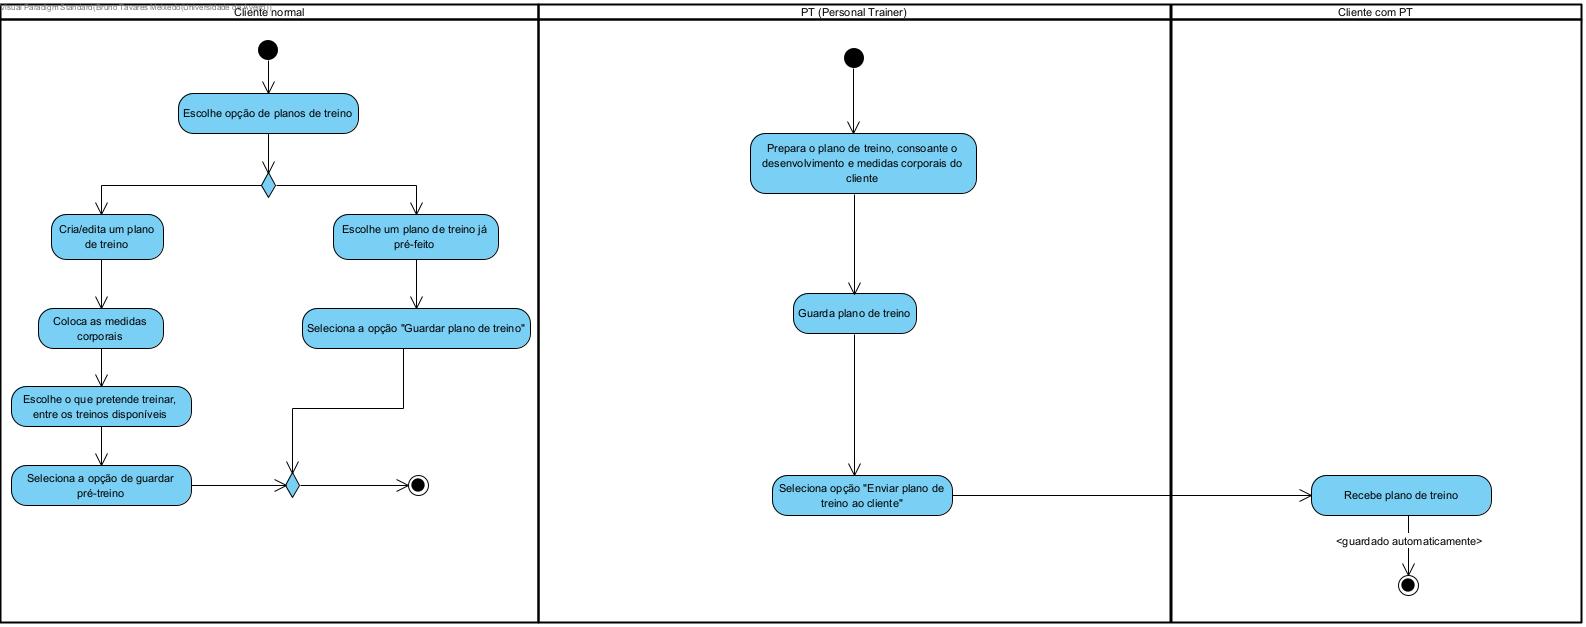 Visual Paradigm Standard(Bruno Tavares Meixedo(Universidade de Aveiro))
Cliente normal
PT (Personal Trainer)
Cliente com PT
Escolhe opção de planos de treino
Prepara o plano de treino, consoante o
desenvolvimento e medidas corporais do
cliente
Cria/edita um plano
de treino
Escolhe um plano de treino já
pré-feito
Coloca as medidas
corporais
Seleciona a opção "Guardar plano de treino"
Guarda plano de treino
Escolhe o que pretende treinar,
entre os treinos disponíveis
Seleciona a opção de guardar
pré-treino
Seleciona opção "Enviar plano de
treino ao cliente"
Recebe plano de treino
<guardado automaticamente>